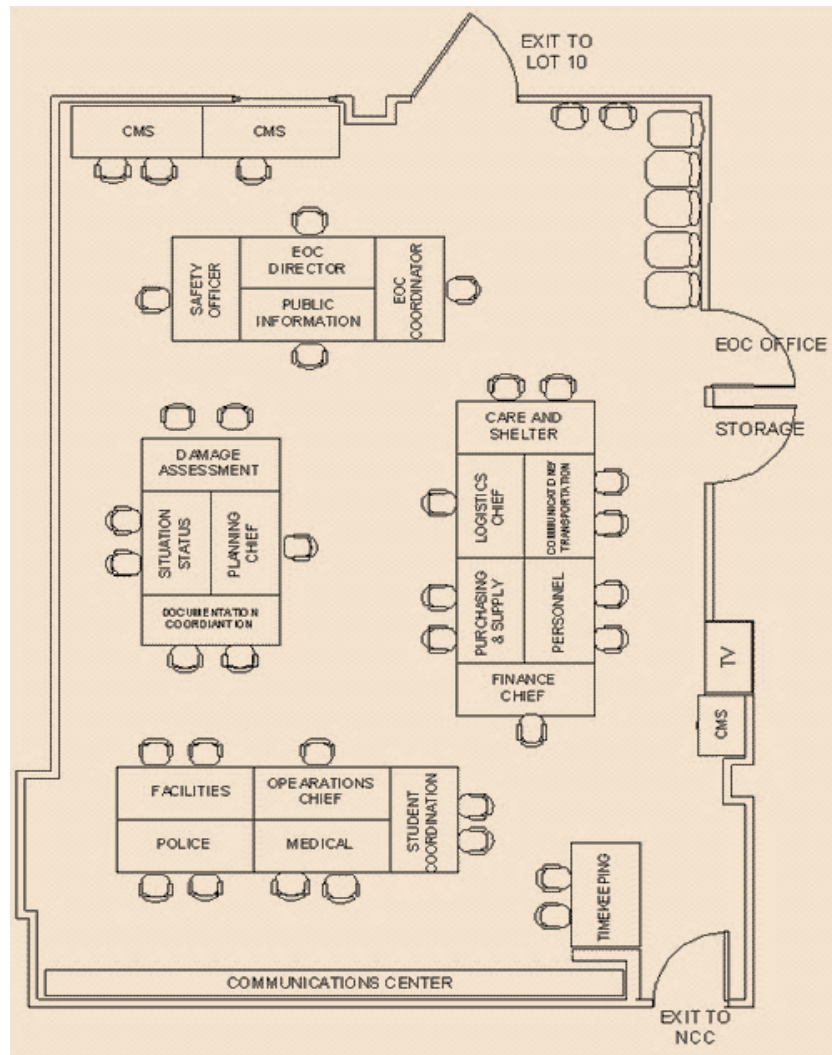 EXIT TO
LOT 10
CMS
CMS
SAFETY
OFFICER
EOC
DIRECTOR
PUBLIC
INFORMATION
EOC
COORDINATOR
EOC OFFICE
STORAGE
CARE AND
SHELTER
LOGISTICS
CHIEF
TRANSPORTATION
PURCHASING
& SUPPLY
PERSONNEL
FINANCE
CHIEF
DAMAGE
ASSESSMENT
SITUATION
STATUS
PLANNING
CHIEF
DOCUMENTATION
COORDIANTION
TV
CMS
FACILITIES
OPEARATIONS
CHIEF
STUDENT
COORDINATION
POLICE
MEDICAL
TIMEKEEPING
COMMUNICATIONS CENTER
EXIT TO
NCC